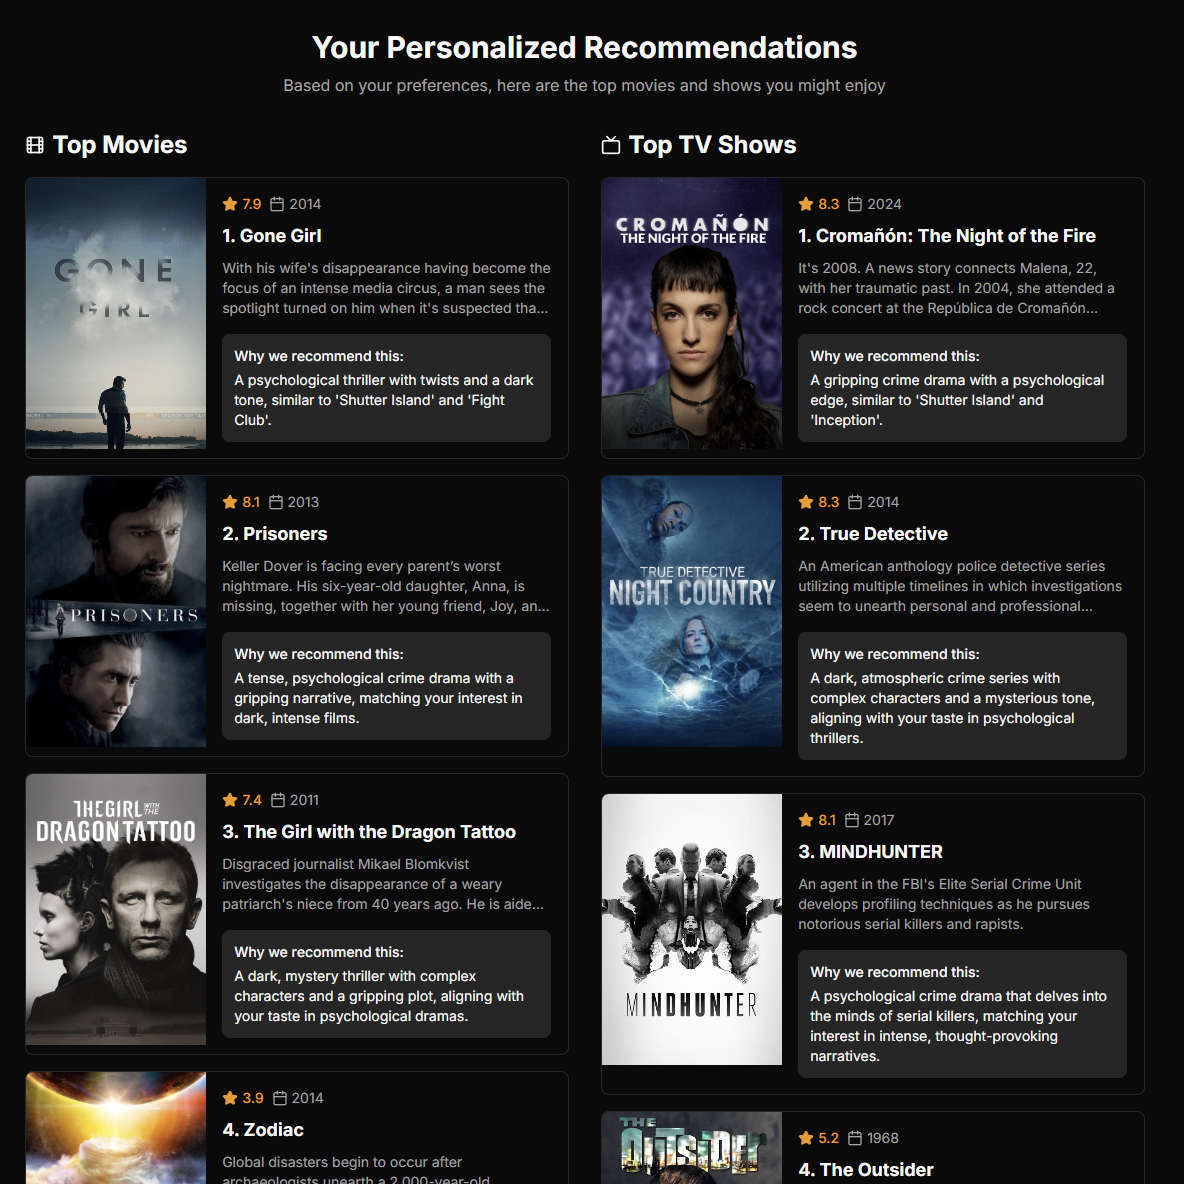 Your Personalized Recommendations
Based on your preferences, here are the top movies and shows you might enjoy
Top Movies
GONE
GIRL
7.9 2014
1. Gone Girl
With his wife's disappearance having become the
focus of an intense media circus, a man sees the
spotlight turned on him when it's suspected tha...
Why we recommend this:
A psychological thriller with twists and a dark
tone, similar to 'Shutter Island' and 'Fight
Club'.
PRISONERS
8.1 2013
2. Prisoners
Keller Dover is facing every parent’s worst
nightmare. His six-year-old daughter, Anna, is
missing, together with her young friend, Joy, an...
Why we recommend this:
A tense, psychological crime drama with a
gripping narrative, matching your interest in
dark, intense films.
THE GIRL WITH THE
DRAGON TATTOO
7.4 2011
3. The Girl with the Dragon Tattoo
Disgraced journalist Mikael Blomkvist
investigates the disappearance of a weary
patriarch's niece from 40 years ago. He is aide...
Why we recommend this:
A dark, mystery thriller with complex
characters and a gripping plot, aligning with
your taste in psychological dramas.
3.9 2014
4. Zodiac
Global disasters begin to occur after
archaeologists unearth a 2,000-year-old
Top TV Shows
CROMAÑÓN
THE NIGHT OF THE FIRE
8.3 2024
1. Cromañón: The Night of the Fire
It's 2008. A news story connects Malena, 22,
with her traumatic past. In 2004, she attended a
rock concert at the República de Cromañón...
Why we recommend this:
A gripping crime drama with a psychological
edge, similar to 'Shutter Island' and
'Inception'.
TRUE DETECTIVE
NIGHT COUNTRY
8.3 2014
2. True Detective
An American anthology police detective series
utilizing multiple timelines in which investigations
seem to unearth personal and professional...
Why we recommend this:
A dark, atmospheric crime series with
complex characters and a mysterious tone,
aligning with your taste in psychological
thrillers.
MINDHUNTER
8.1 2017
3. MINDHUNTER
An agent in the FBI's Elite Serial Crime Unit
develops profiling techniques as he pursues
notorious serial killers and rapists.
Why we recommend this:
A psychological crime drama that delves into
the minds of serial killers, matching your
interest in intense, thought-provoking
narratives.
THE
OUTSIDER
5.2 1968
4. The Outsider